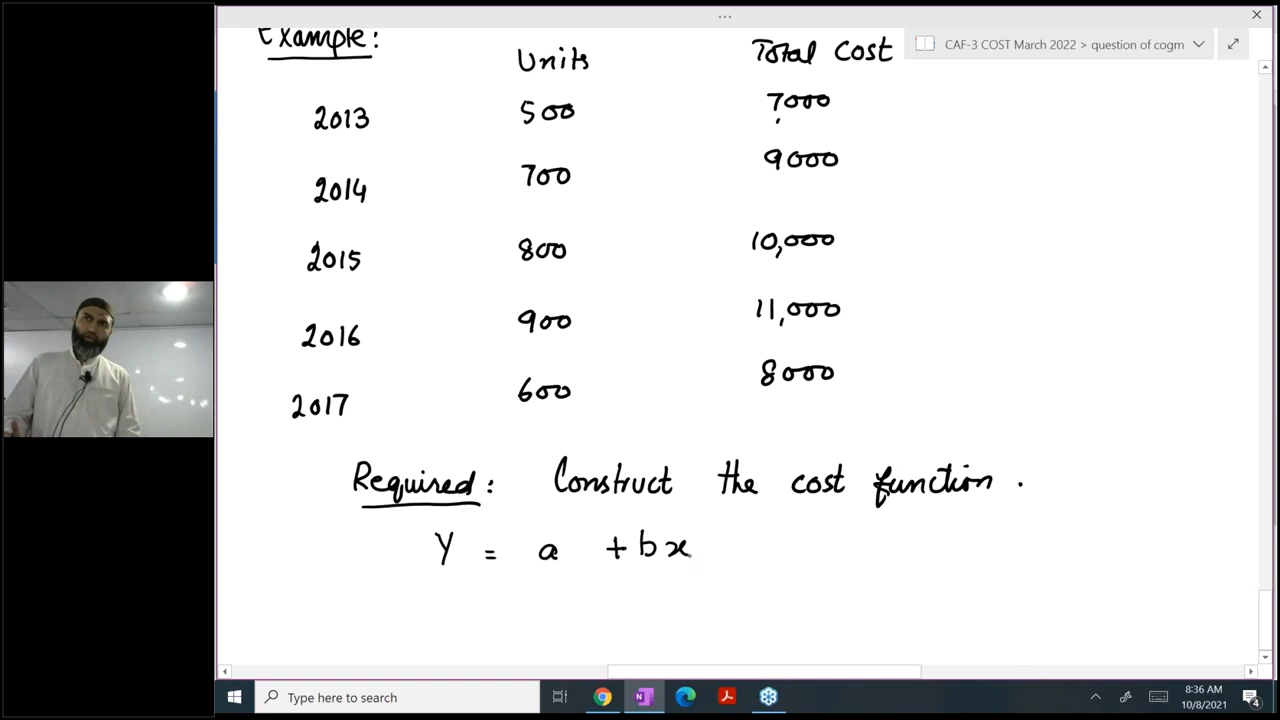 ...
CAF-3 COST March 2022 > question of cogm
Example:
Units Total Cost
2013 500 7000
2014 700 9000
2015 800 10,000
2016 900 11,000
2017 600 8000
Required: Construct the cost function.
Y = a + bx
Type here to search
8:36 AM
10/8/2021
4